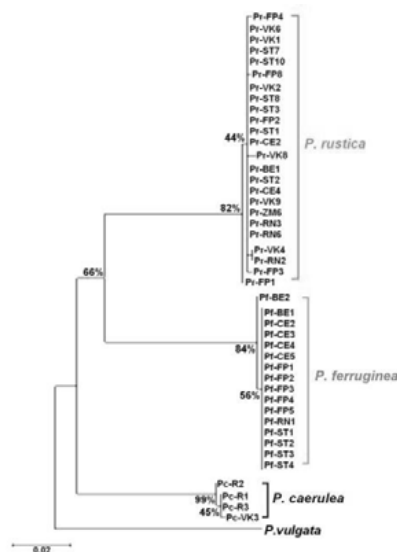 Pr-FP4
Pr-VK6
Pr-VK1
Pr-ST7
Pr-ST10
Pr-FP6
Pr-VK2
Pr-ST8
Pr-ST3
Pr-FP2
Pr-ST1
44%
Pr-CE2
P. rustica
Pr-VK8
Pr-BE1
Pr-ST2
Pr-CE4
Pr-VK9
82%
Pr-ZM6
Pr-RN3
Pr-RN6
Pr-VK4
Pr-RN2
66%
Pr-FP3
Pr-FP1
Pf-BE2
Pf-BE1
Pf-CE2
Pf-CE3
84%
Pf-CE4
Pf-CE5
Pf-FP1
Pf-FP2
P. ferruginea
Pf-FP3
56%
Pf-FP4
Pf-FP5
Pf-RN1
Pf-ST1
Pf-ST2
Pf-ST3
Pf-ST4
Pc-R2
99%
Pc-R1
P. caerulea
Pc-R3
45%
Pc-VK3
P.vulgata
0.02